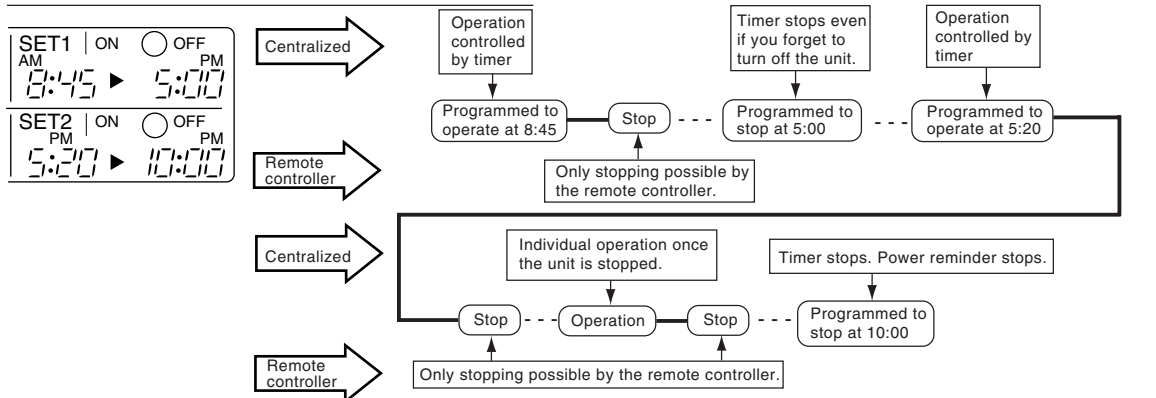 SET1 ON OFF
AM PM
8:45 ▶ 5:00
SET2 ON OFF
PM PM
5:20 ▶ 10:00
Centralized
Operation
controlled
by timer
Timer stops even
if you forget to
turn off the unit.
Operation
controlled by
timer
Programmed to
operate at 8:45
Stop
Programmed to
stop at 5:00
Programmed to
operate at 5:20
Remote
controller
Only stopping possible by
the remote controller.
Centralized
Individual operation once
the unit is stopped.
Timer stops. Power reminder stops.
Stop
Operation
Stop
Programmed to
stop at 10:00
Remote
controller
Only stopping possible by the remote controller.